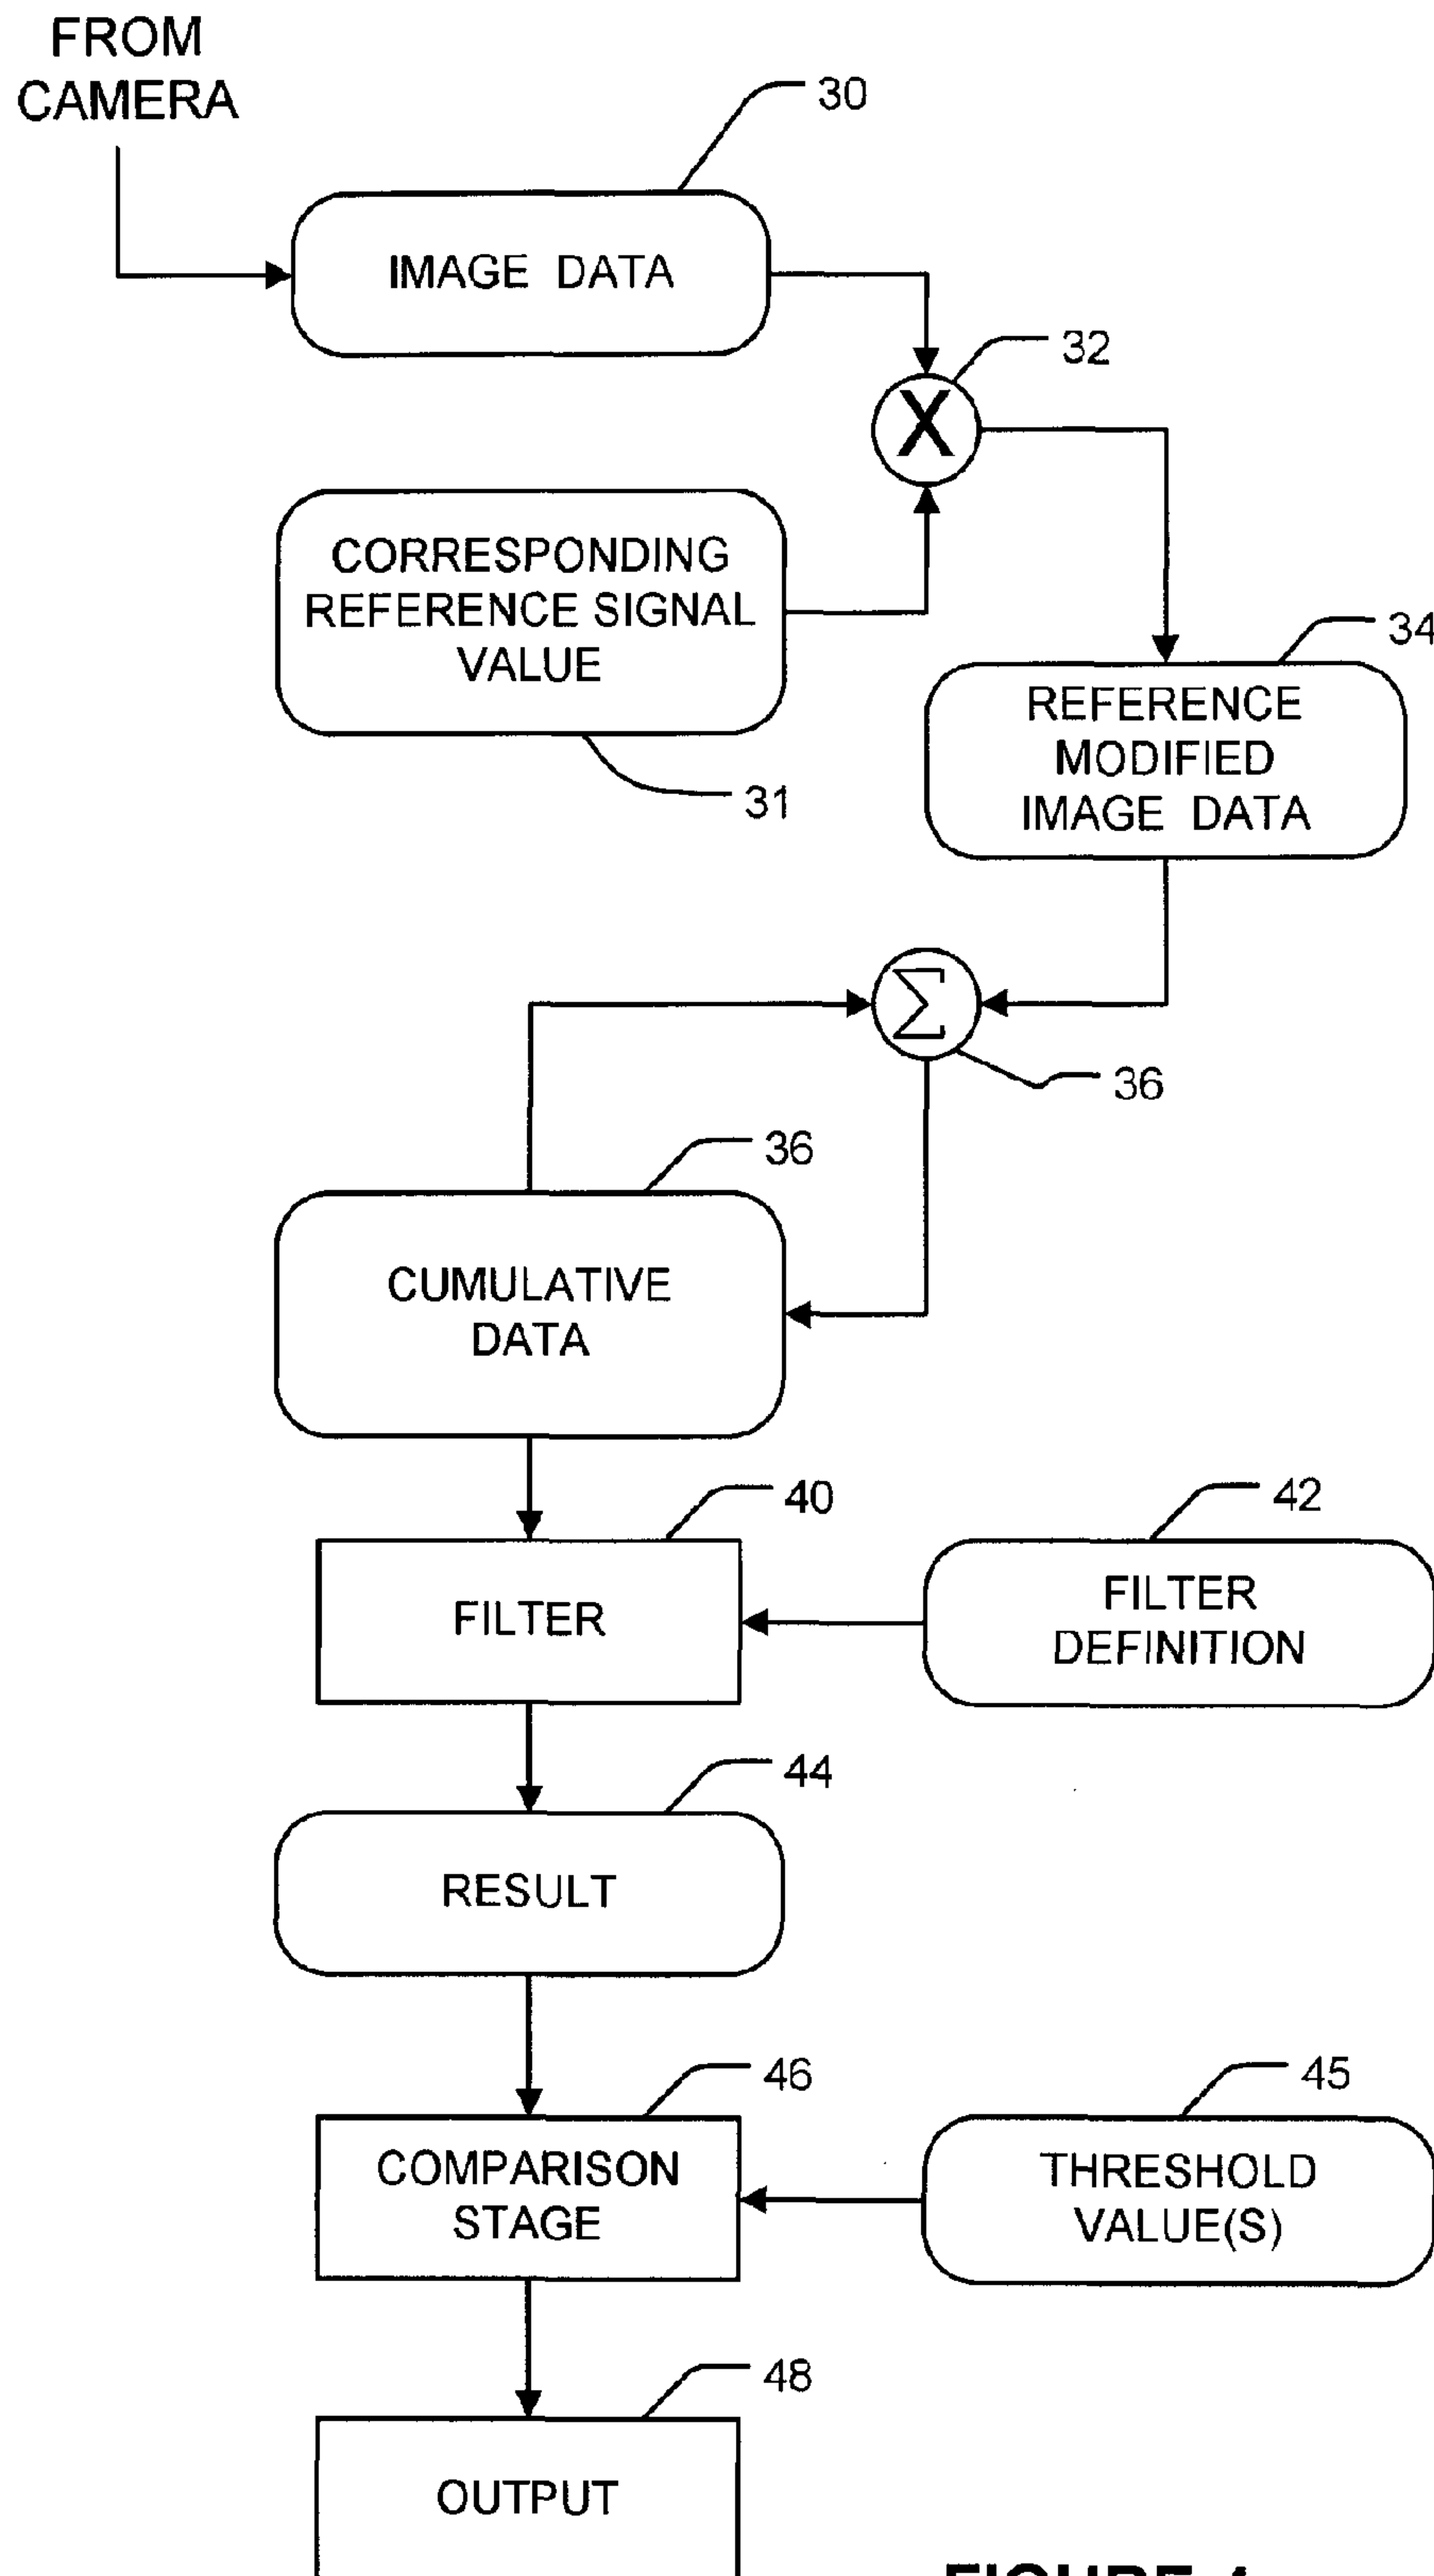 FROM
CAMERA
30
IMAGE DATA
32
X
CORRESPONDING
REFERENCE SIGNAL
VALUE
31
34
REFERENCE
MODIFIED
IMAGE DATA
Σ
36
36
CUMULATIVE
DATA
40
FILTER
42
FILTER
DEFINITION
44
RESULT
46
COMPARISON
STAGE
45
THRESHOLD
VALUE(S)
48
OUTPUT